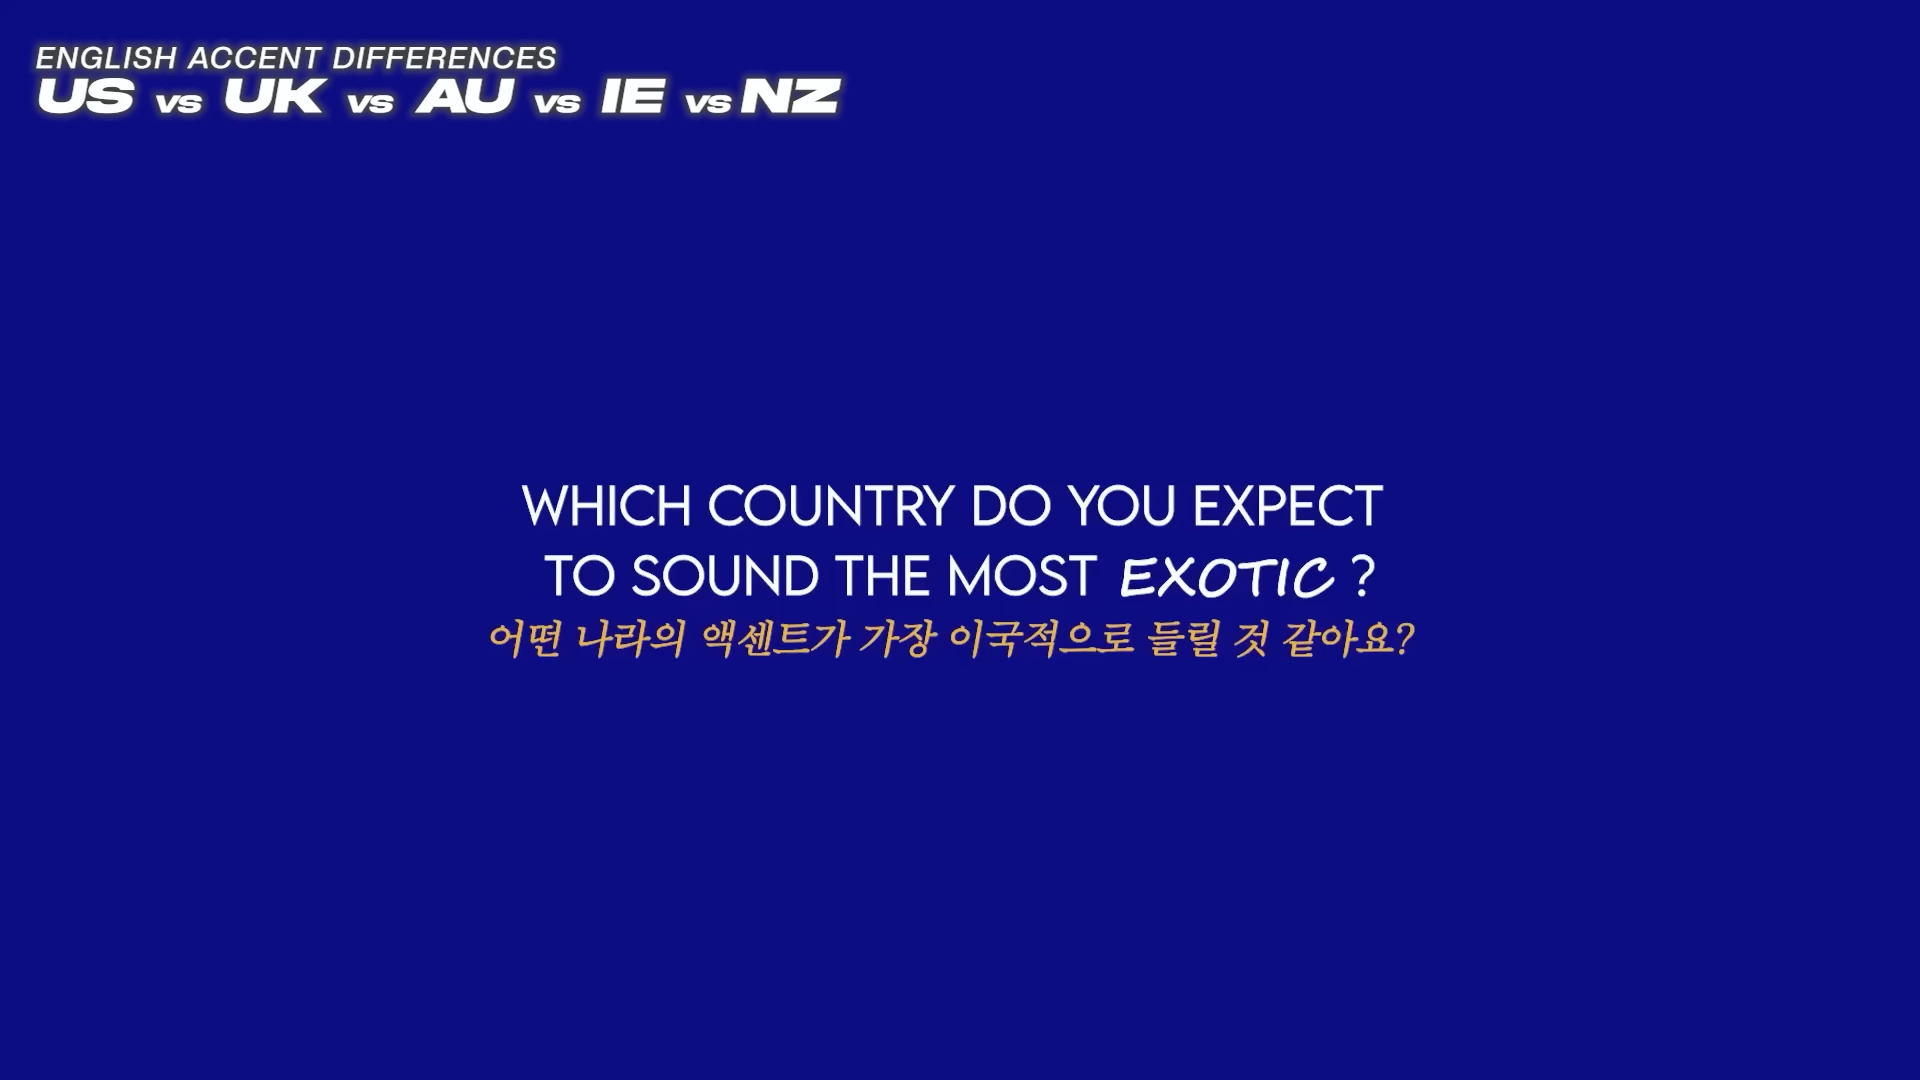 ENGLISH ACCENT DIFFERENCES
US vs UK vs AU vs IE vs NZ
WHICH COUNTRY DO YOU EXPECT
TO SOUND THE MOST EXOTIC ?
어떤 나라의 액센트가 가장 이국적으로 들릴 것 같아요?